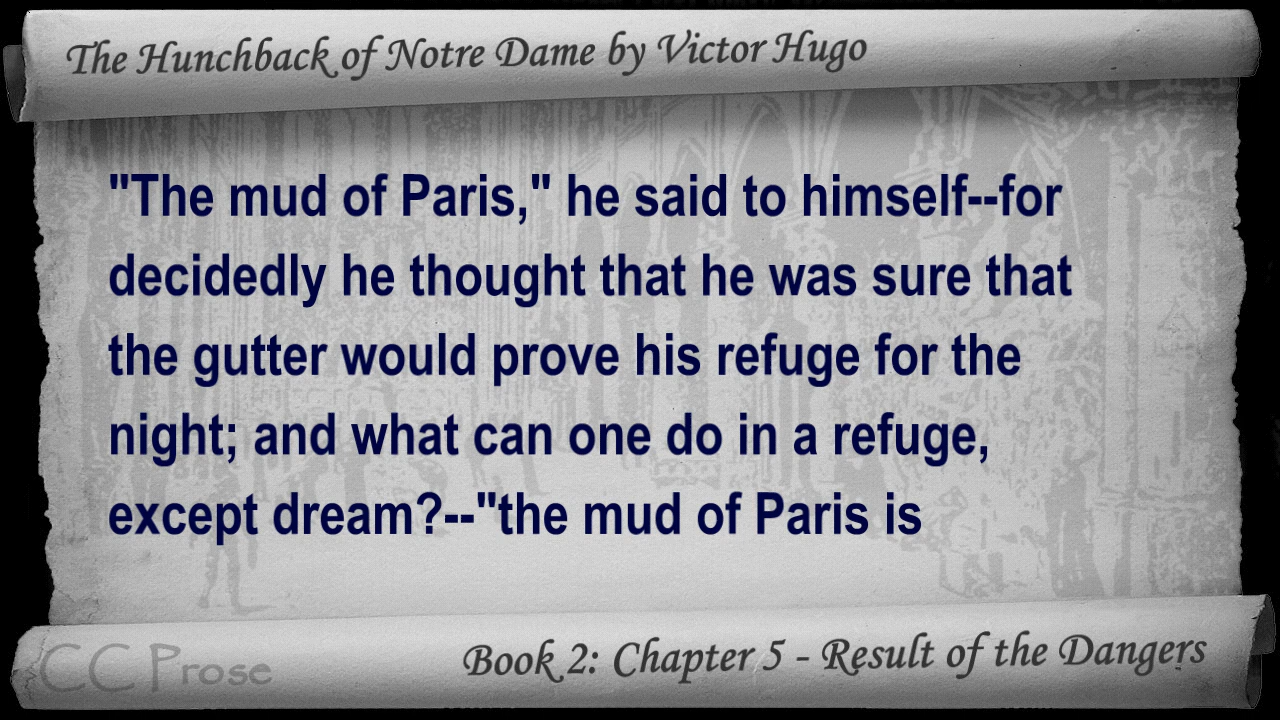 The Hunchback of Notre Dame by Victor Hugo
"The mud of Paris," he said to himself--for
decidedly he thought that he was sure that
the gutter would prove his refuge for the
night; and what can one do in a refuge,
except dream?--"the mud of Paris is
CC Prose
Book 2: Chapter 5 - Result of the Dangers